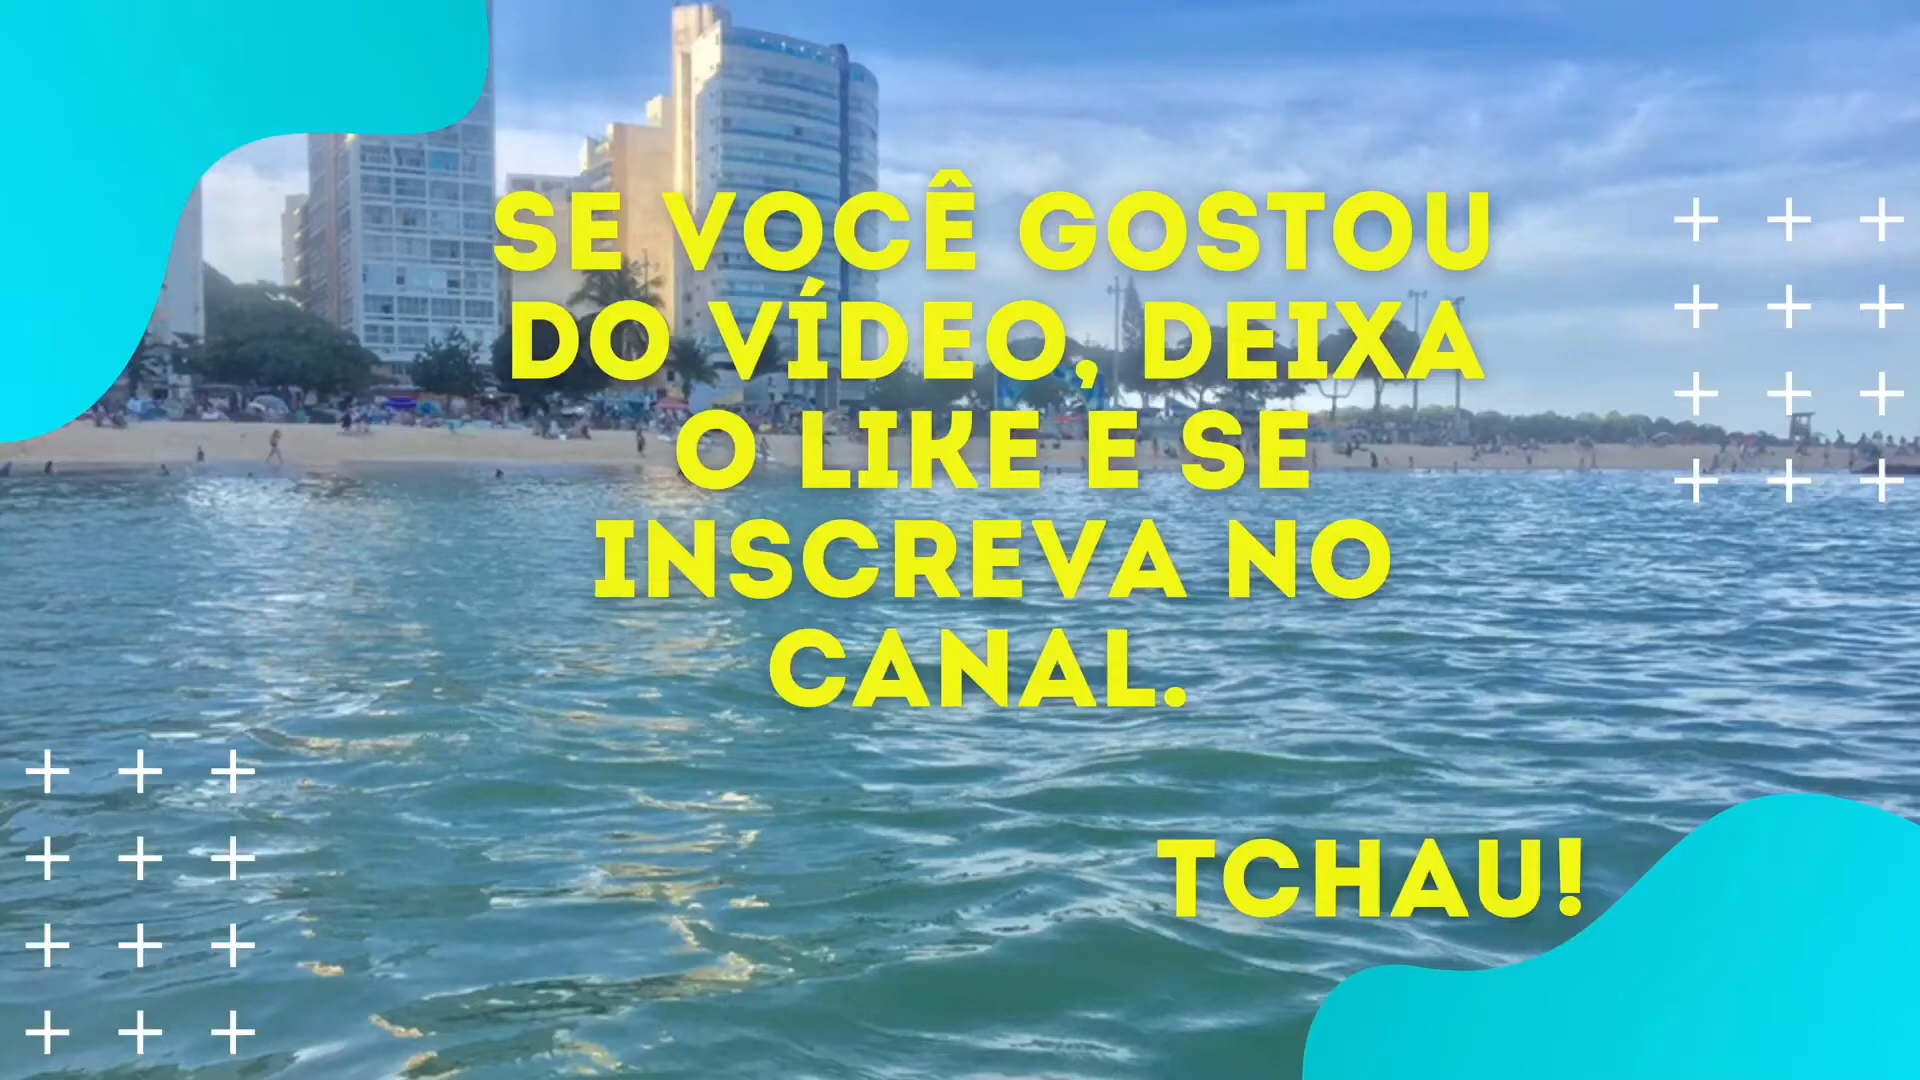 SE VOCÊ GOSTOU
DO VÍDEO, DEIXA
O LIKE E SE
INSCREVA NO
CANAL.
TCHAU!